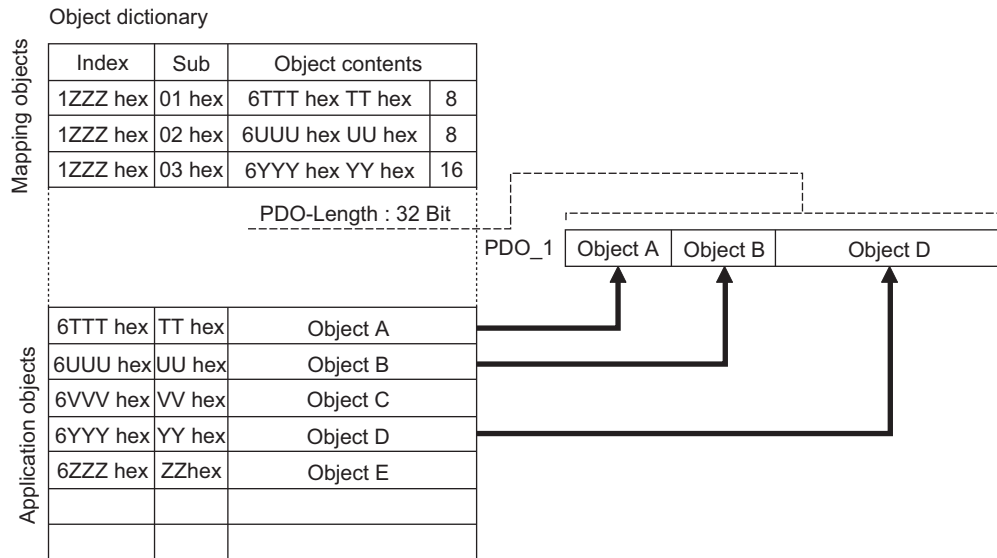 Object dictionary
Mapping objects
Index Sub Object contents
1ZZZ hex 01 hex 6TTT hex TT hex 8
1ZZZ hex 02 hex 6UUU hex UU hex 8
1ZZZ hex 03 hex 6YYY hex YY hex 16
PDO-Length : 32 Bit
PDO_1 Object A Object B Object D
Application objects
6TTT hex TT hex Object A
6UUU hex UU hex Object B
6VVV hex VV hex Object C
6YYY hex YY hex Object D
6ZZZ hex ZZhex Object E